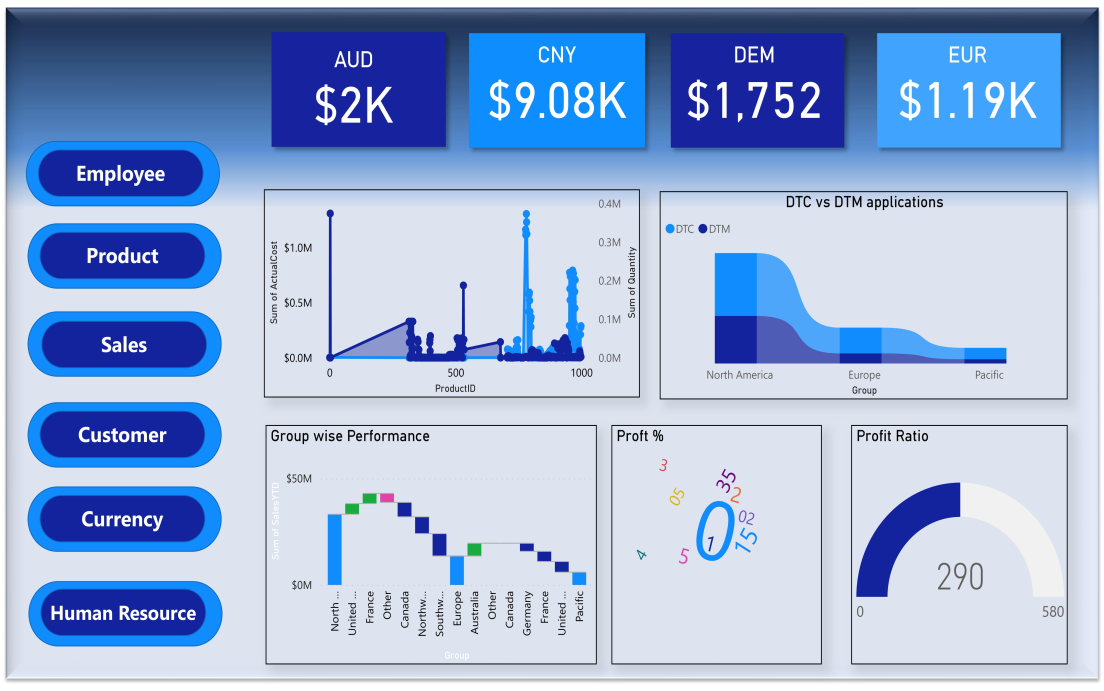 AUD
$2K
CNY
$9.08K
DEM
$1,752
EUR
$1.19K
Employee
Product
Sales
Customer
Currency
Human Resource
Sum of ActualCost
$1.0M
$0.5M
$0.0M
0.4M
0.3M
0.2M
0.1M
0.0M
Sum of Quantity
0
500
1000
ProductID
DTC vs DTM applications
DTC
DTM
North America
Europe
Pacific
Group
Group wise Performance
Sum of SalesYTD
$50M
$0M
North ...
United ...
France
Other
Canada
Northw...
Southw...
Europe
Australia
Other
Canada
Germany
France
United ...
Pacific
Group
Proft %
3
35
05
2
02
0
1
15
4
5
Profit Ratio
290
0
580